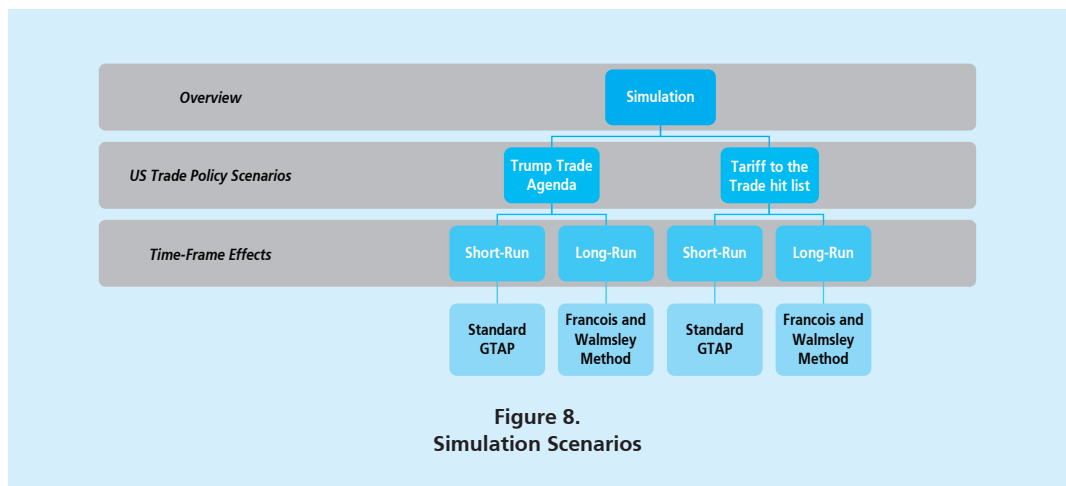 Overview
Simulation
US Trade Policy Scenarios
Trump Trade
Agenda
Tariff to the
Trade hit list
Time-Frame Effects
Short-Run
Long-Run
Short-Run
Long-Run
Standard
GTAP
Francois and
Walmsley
Method
Standard
GTAP
Francois and
Walmsley
Method
Figure 8.
Simulation Scenarios